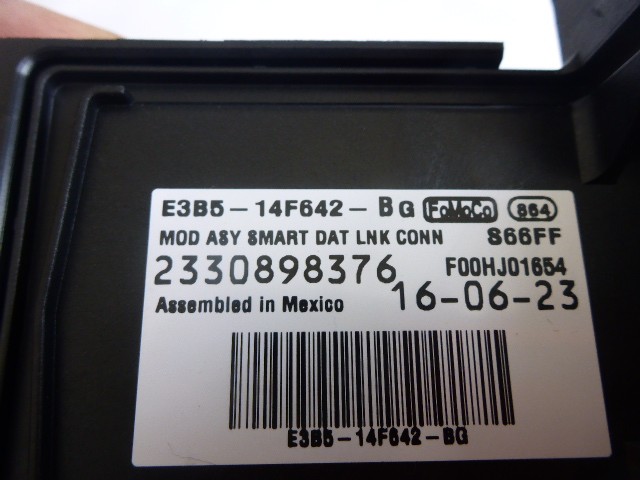 E3B5-14F642-BG FoMoCo 864
MOD ASY SMART DAT LNK CONN S66FF
2330898376 F00HJ01654
Assembled in Mexico 16-06-23
E3B5-14F642-BG